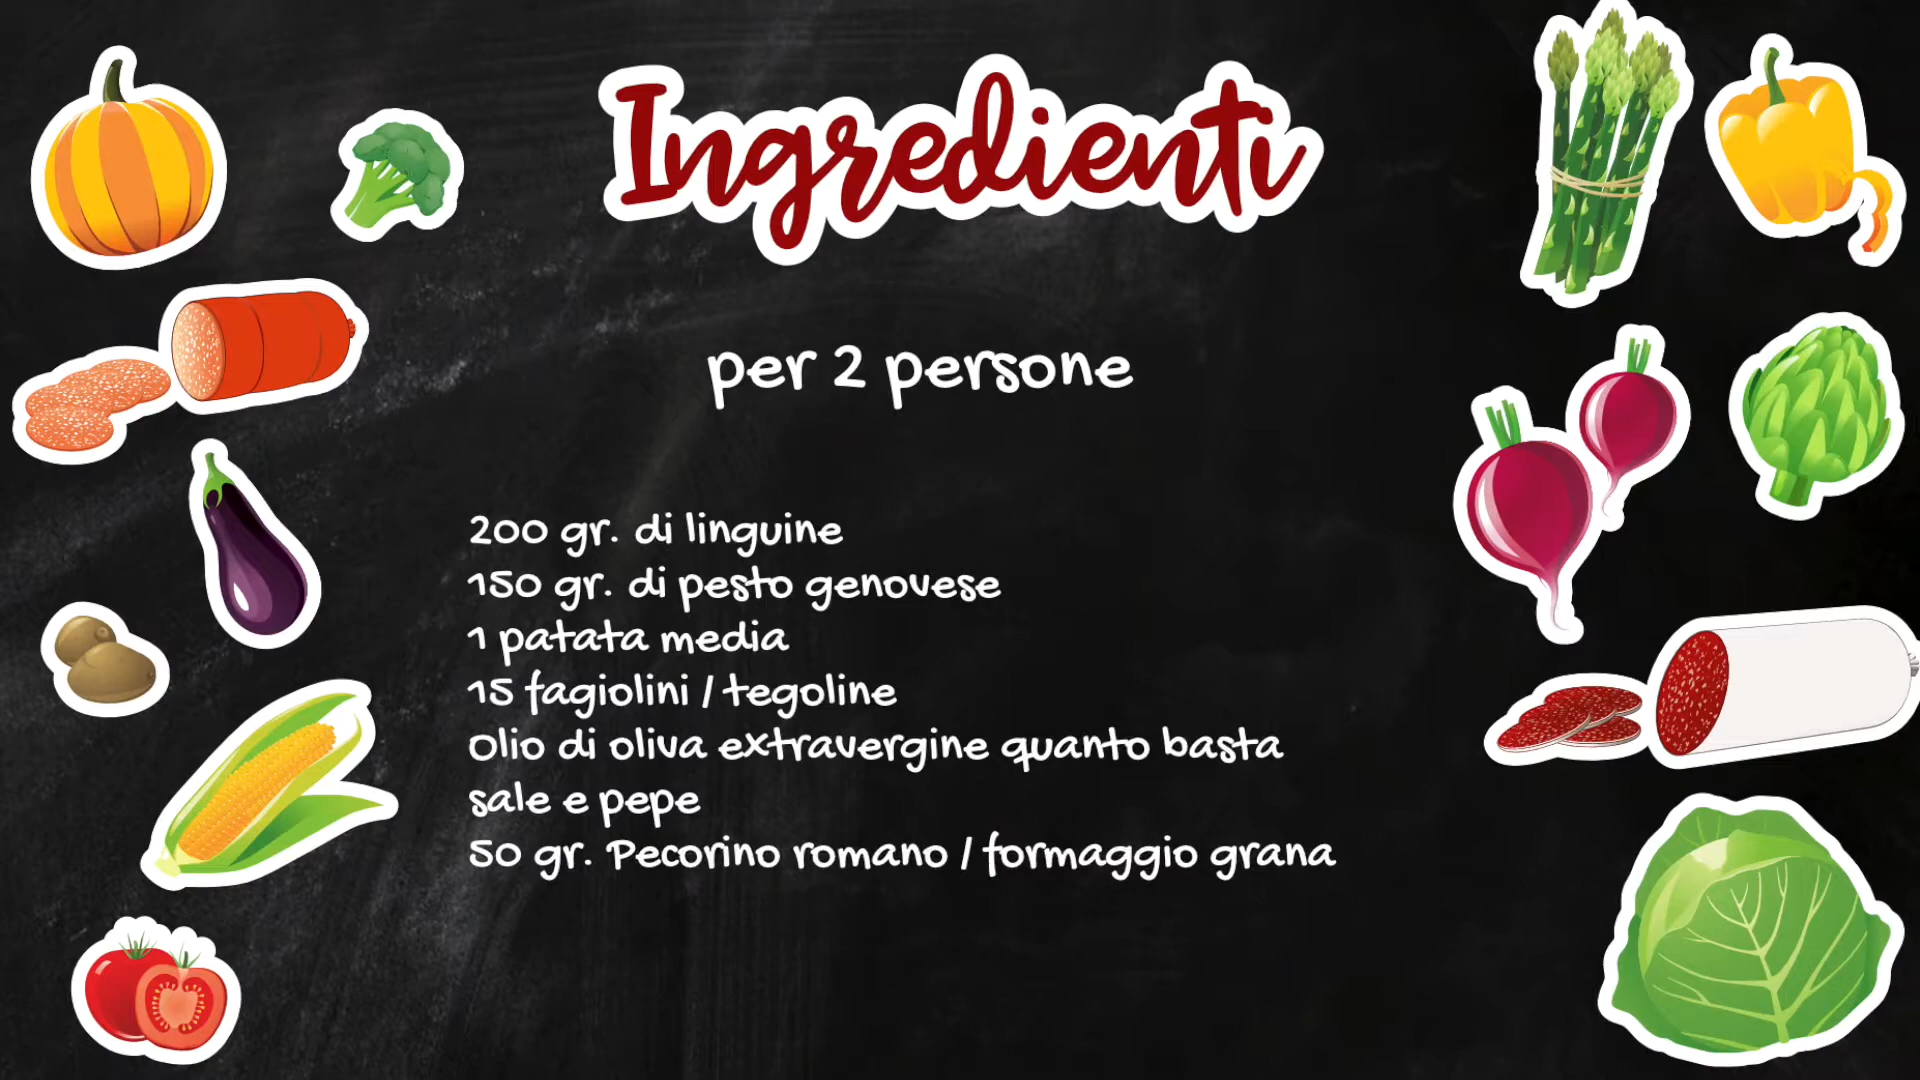 Ingredienti
per 2 persone
200 gr. di linguine
150 gr. di pesto genovese
1 patata media
15 fagiolini / tegoline
Olio di oliva extravergine quanto basta
sale e pepe
50 gr. Pecorino romano / formaggio grana